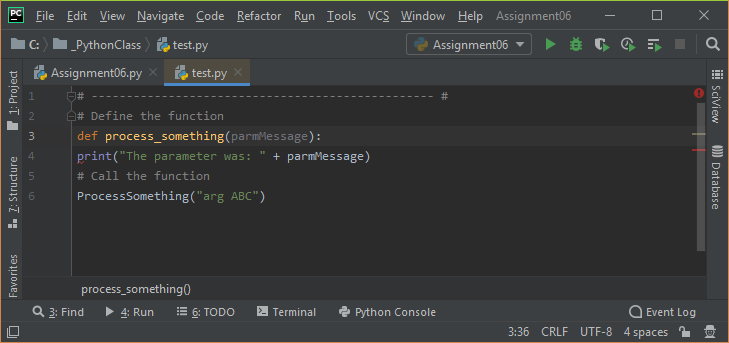 PC File Edit View Navigate Code Refactor Run Tools VCS Window Help Assignment06
C: _PythonClass test.py Assignment06
Assignment06.py test.py
1: Project
7: Structure
Favorites
1 # ------------------------------------------------- #
2 # Define the function
3 def process_something(parmMessage):
4 print("The parameter was: " + parmMessage)
5 # Call the function
6 ProcessSomething("arg ABC")
SciView
Database
process_something()
3: Find 4: Run 6: TODO Terminal Python Console Event Log
3:36 CRLF UTF-8 4 spaces